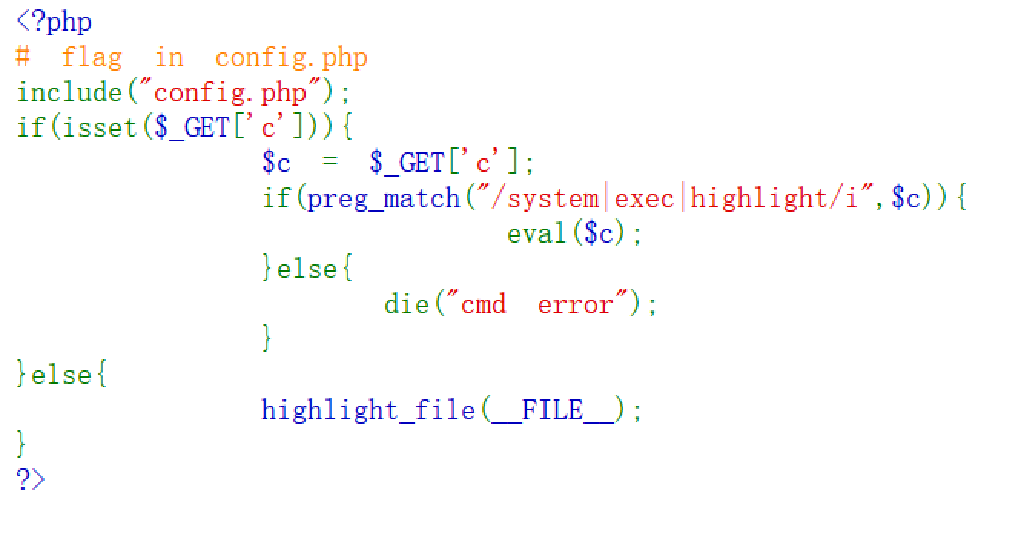 <?php
# flag in config.php
include("config.php");
if(isset($_GET['c'])){
$c = $_GET['c'];
if(preg_match("/system|exec|highlight/i",$c)){
eval($c);
}else{
die("cmd error");
}
}else{
highlight_file(__FILE__);
}
?>